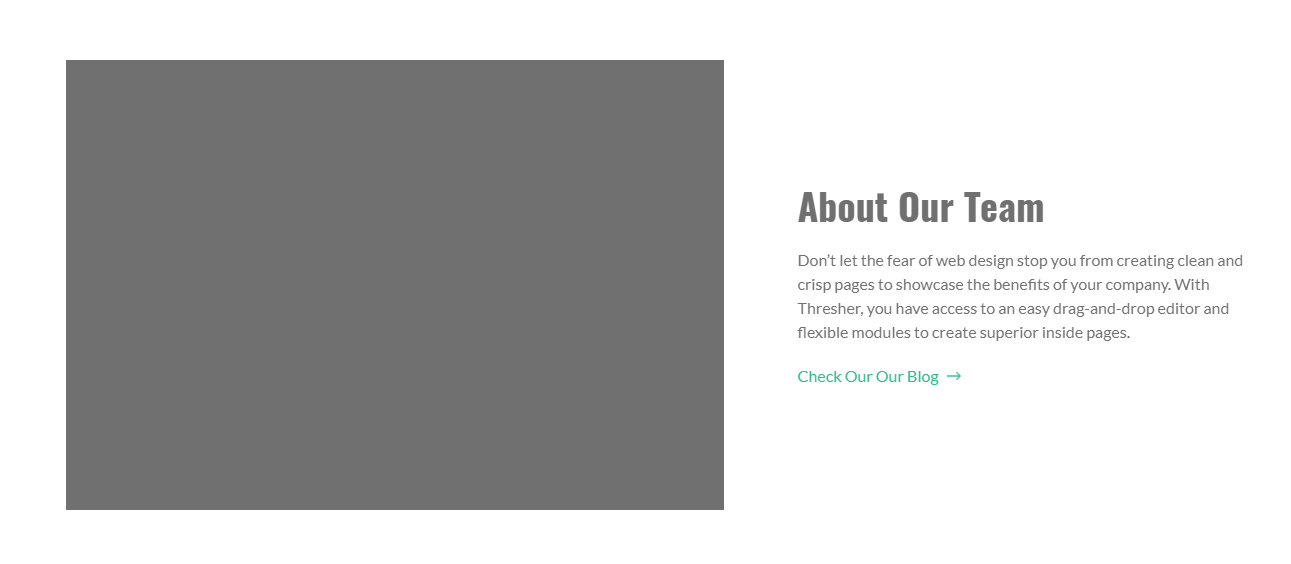 About Our Team
Don’t let the fear of web design stop you from creating clean and
crisp pages to showcase the benefits of your company. With
Thresher, you have access to an easy drag-and-drop editor and
flexible modules to create superior inside pages.
Check Our Our Blog →